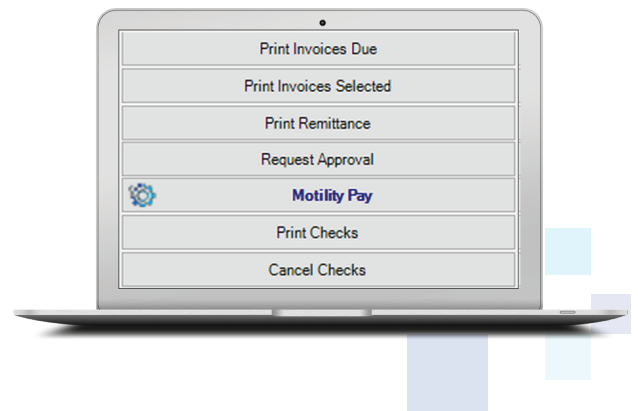 Print Invoices Due
Print Invoices Selected
Print Remittance
Request Approval
Motility Pay
Print Checks
Cancel Checks